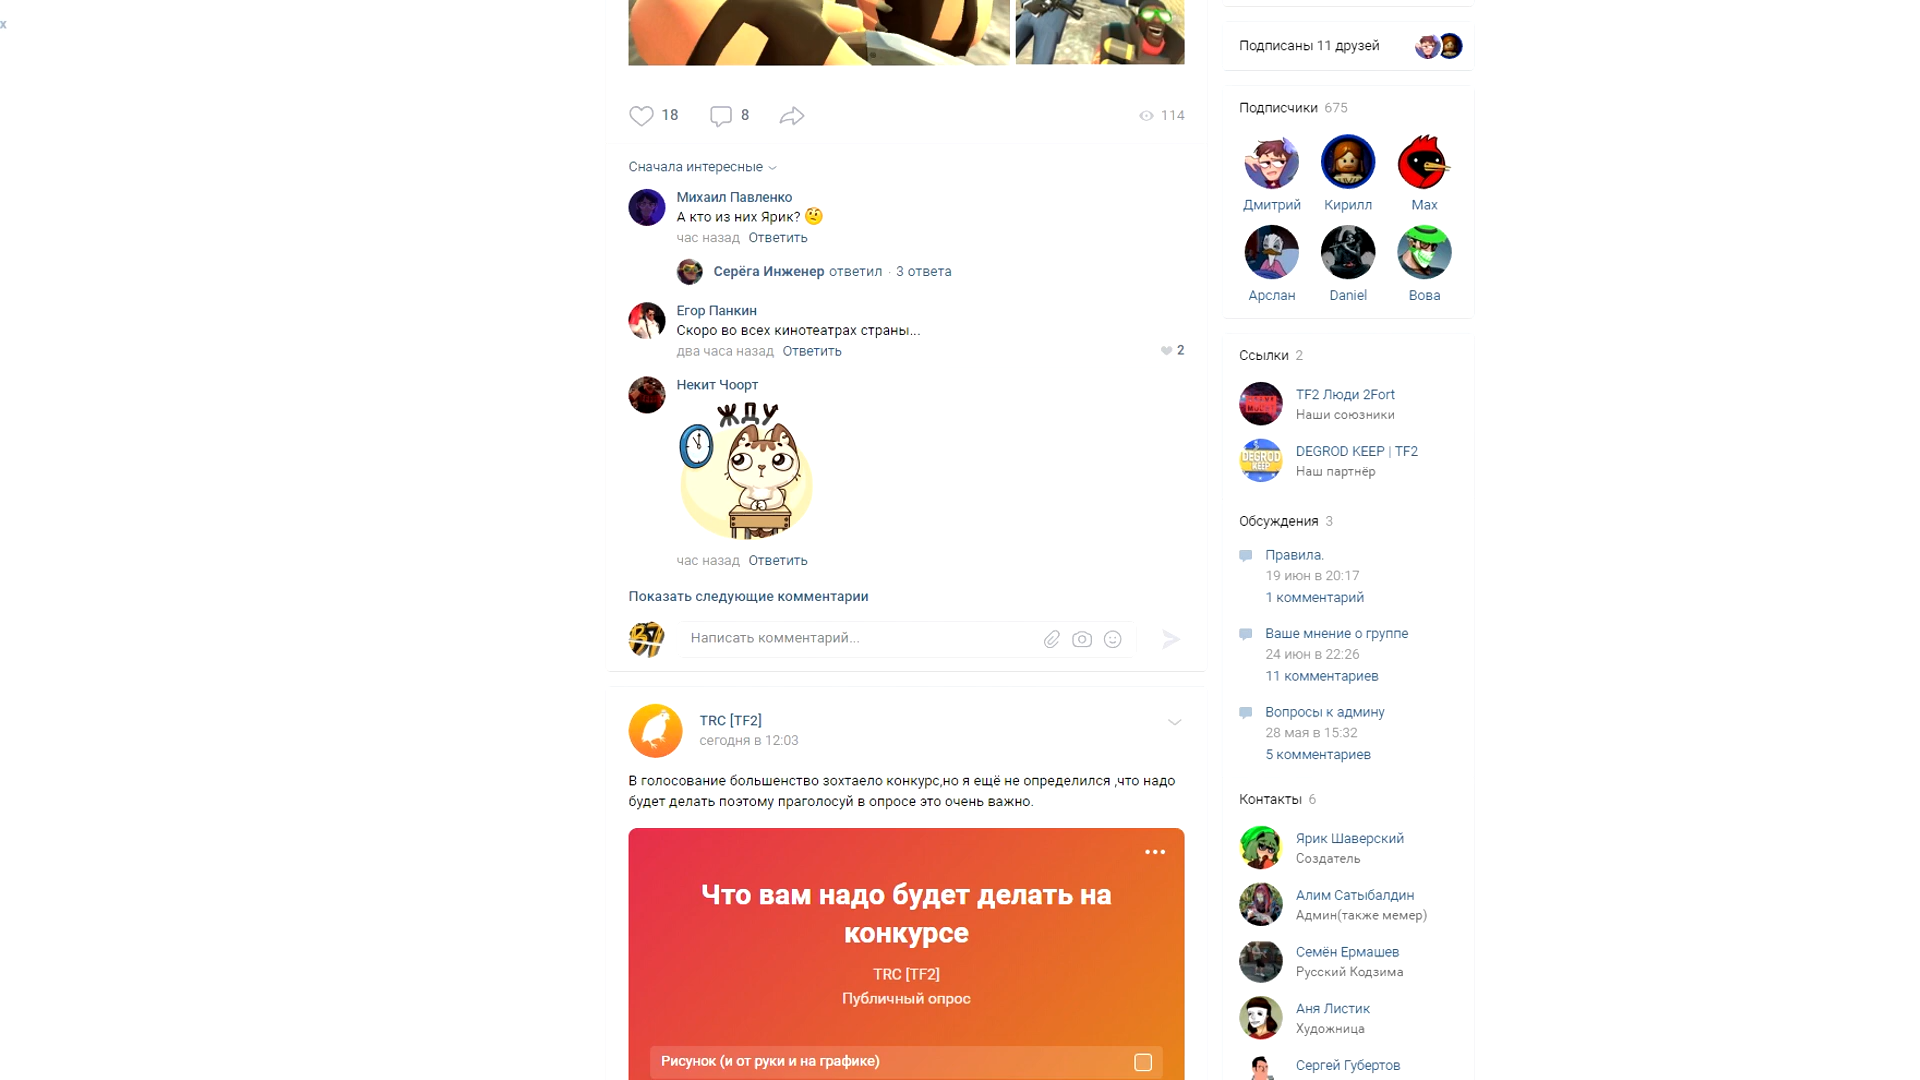 x
18
8
114
Сначала интересные
Михаил Павленко
А кто из них Ярик?
час назад Ответить
Серёга Инженер ответил · 3 ответа
Егор Панкин
Скоро во всех кинотеатрах страны...
два часа назад Ответить
2
Некит Чоорт
ЖДУ
час назад Ответить
Показать следующие комментарии
Написать комментарий...
TRC [TF2]
сегодня в 12:03
В голосование большенство зохтаело конкурс,но я ещё не определился ,что надо
будет делать поэтому праголосуй в опросе это очень важно.
Что вам надо будет делать на
конкурсе
TRC [TF2]
Публичный опрос
Рисунок (и от руки и на графике)
Подписаны 11 друзей
Подписчики 675
Дмитрий Кирилл Max
Арслан Daniel Вова
Ссылки 2
TF2 Люди 2Fort
Наши союзники
DEGROD KEEP
DEGROD KEEP | TF2
Наш партнёр
Обсуждения 3
Правила.
19 июн в 20:17
1 комментарий
Ваше мнение о группе
24 июн в 22:26
11 комментариев
Вопросы к админу
28 мая в 15:32
5 комментариев
Контакты 6
Ярик Шаверский
Создатель
Алим Сатыбалдин
Админ(также мемер)
Семён Ермашев
Русский Кодзима
Аня Листик
Художница
Сергей Губертов